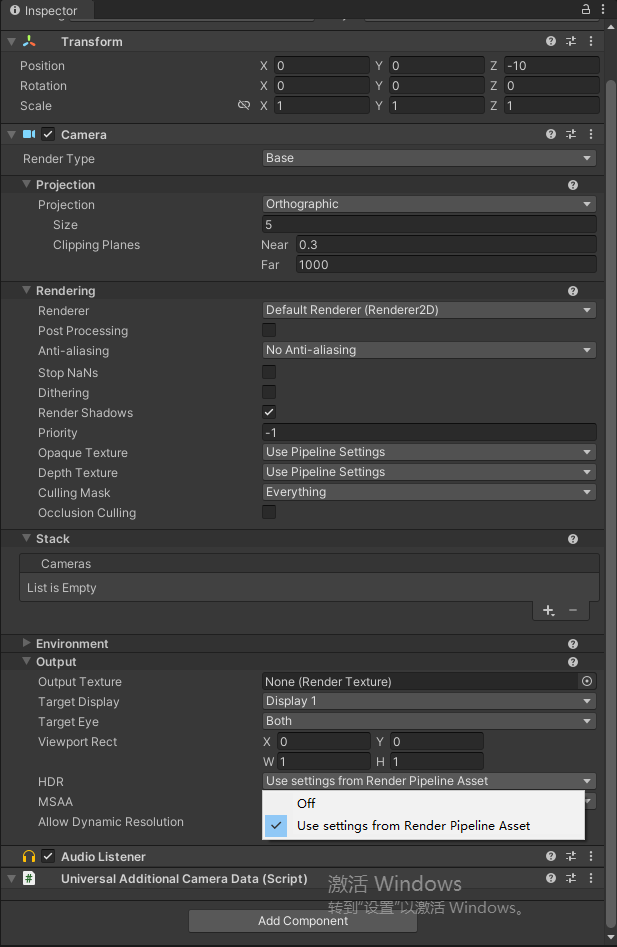 Inspector
Transform
Position X 0 Y 0 Z -10
Rotation X 0 Y 0 Z 0
Scale X 1 Y 1 Z 1
Camera
Render Type Base
Projection
Projection Orthographic
Size 5
Clipping Planes Near 0.3
Far 1000
Rendering
Renderer Default Renderer (Renderer2D)
Post Processing
Anti-aliasing No Anti-aliasing
Stop NaNs
Dithering
Render Shadows
Priority -1
Opaque Texture Use Pipeline Settings
Depth Texture Use Pipeline Settings
Culling Mask Everything
Occlusion Culling
Stack
Cameras
List is Empty
Environment
Output
Output Texture None (Render Texture)
Target Display Display 1
Target Eye Both
Viewport Rect X 0 Y 0
W 1 H 1
HDR Use settings from Render Pipeline Asset
MSAA Off
Allow Dynamic Resolution Use settings from Render Pipeline Asset
Audio Listener
# Universal Additional Camera Data (Script)
激活 Windows
转到“设置”以激活 Windows。
Add Component